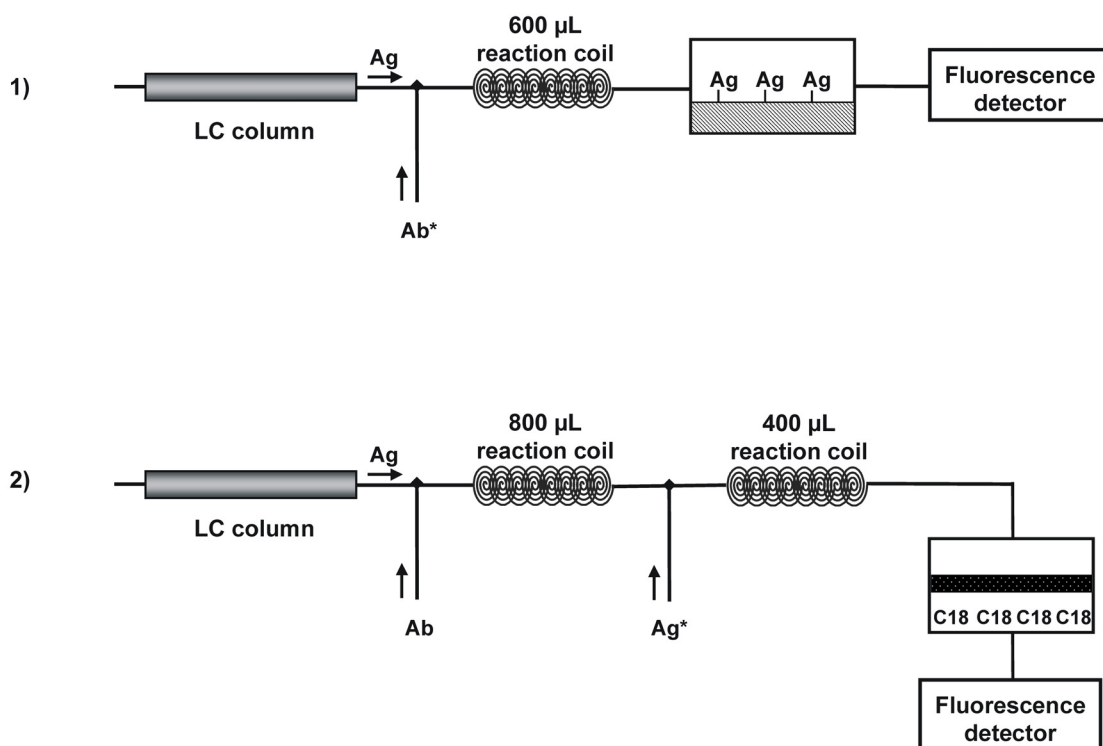 1)
Ag
600 µL
reaction coil
Ag Ag Ag
Fluorescence
detector
LC column
Ab*
2)
Ag
800 µL
reaction coil
400 µL
reaction coil
LC column
Ab
Ag*
C18 C18 C18 C18
Fluorescence
detector